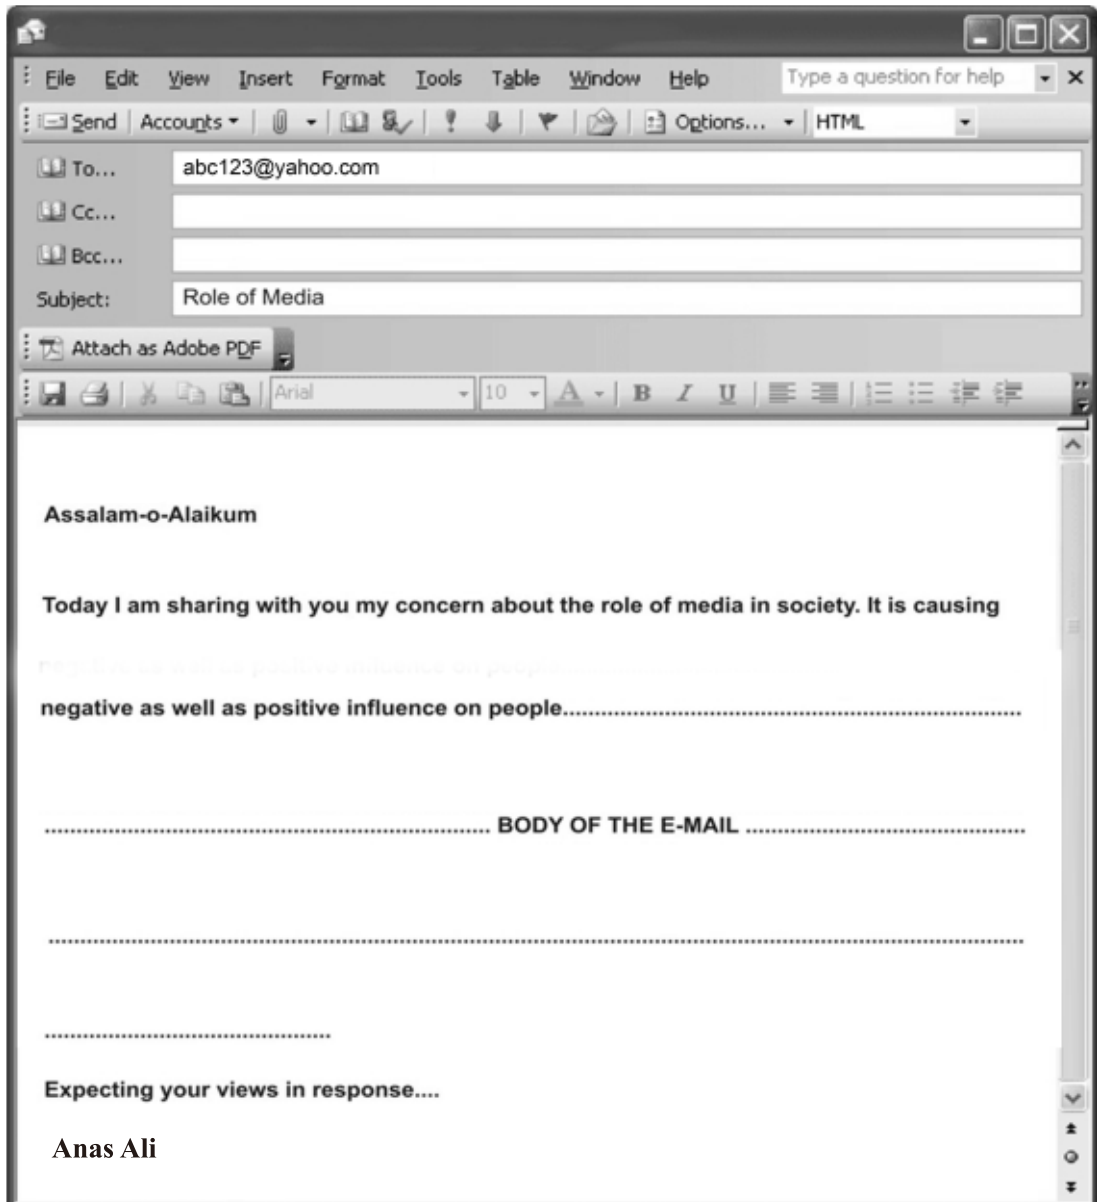 File Edit View Insert Format Tools Table Window Help Type a question for help
Send Accounts Options... HTML
To... abc123@yahoo.com
Cc...
Bcc...
Subject: Role of Media
Attach as Adobe PDF
Arial 10 A B I U
Assalam-o-Alaikum
Today I am sharing with you my concern about the role of media in society. It is causing
negative as well as positive influence on people.......................................................................
...................................................................... BODY OF THE E-MAIL ............................................
.........................................................................................................................................................
.............................................
Expecting your views in response....
Anas Ali